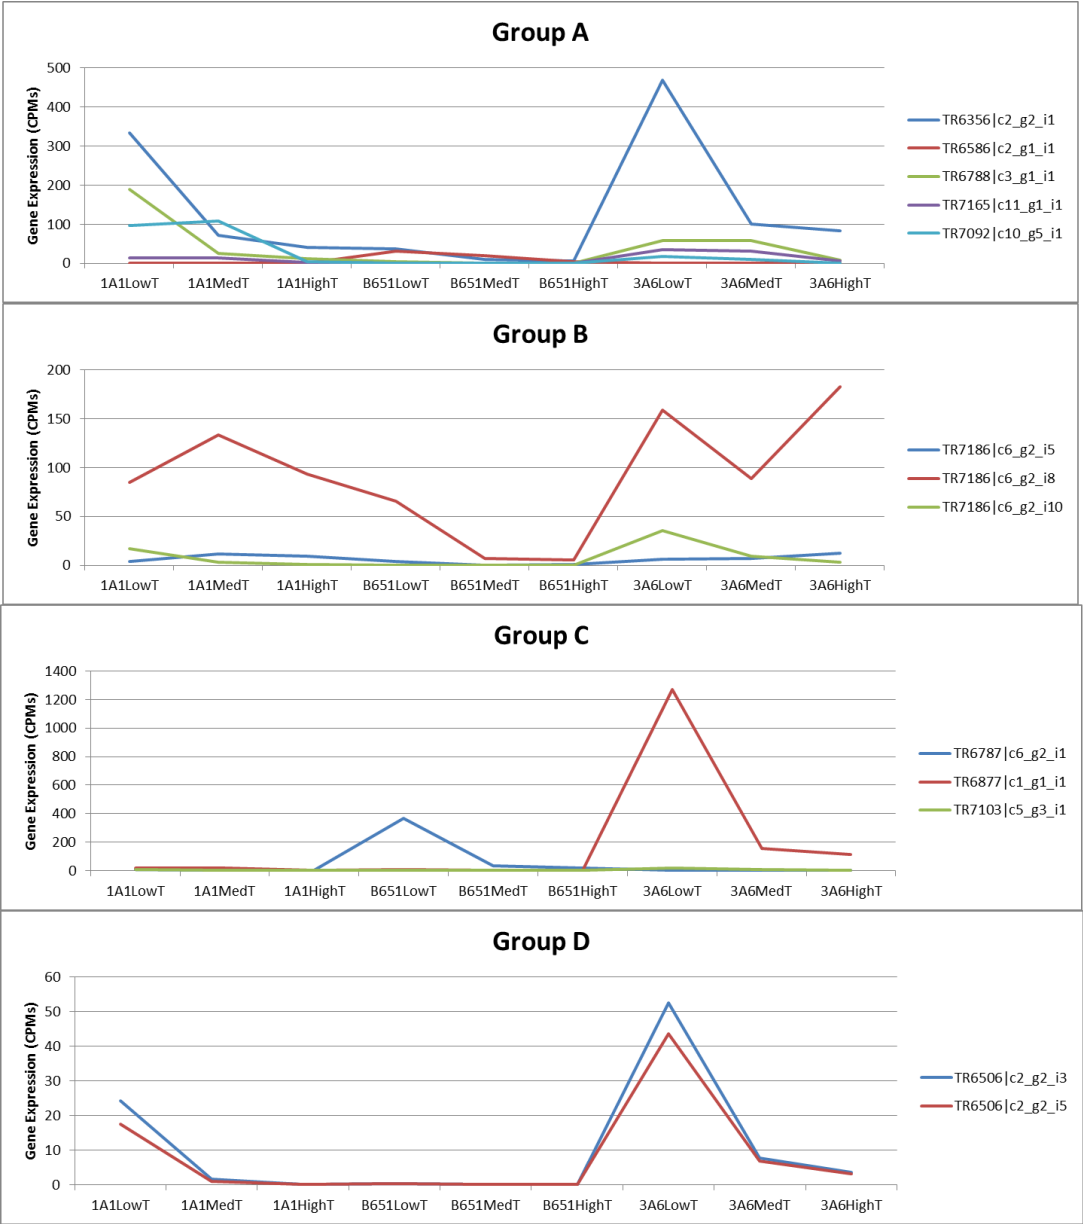 Group A
Gene Expression (CPMs)
500
400
300
200
100
0
1A1LowT 1A1MedT 1A1HighT B651LowT B651MedT B651HighT 3A6LowT 3A6MedT 3A6HighT
TR6356|c2_g2_i1
TR6586|c2_g1_i1
TR6788|c3_g1_i1
TR7165|c11_g1_i1
TR7092|c10_g5_i1
Group B
Gene Expression (CPMs)
200
150
100
50
0
1A1LowT 1A1MedT 1A1HighT B651LowT B651MedT B651HighT 3A6LowT 3A6MedT 3A6HighT
TR7186|c6_g2_i5
TR7186|c6_g2_i8
TR7186|c6_g2_i10
Group C
Gene Expression (CPMs)
1400
1200
1000
800
600
400
200
0
1A1LowT 1A1MedT 1A1HighT B651LowT B651MedT B651HighT 3A6LowT 3A6MedT 3A6HighT
TR6787|c6_g2_i1
TR6877|c1_g1_i1
TR7103|c5_g3_i1
Group D
Gene Expression (CPMs)
60
50
40
30
20
10
0
1A1LowT 1A1MedT 1A1HighT B651LowT B651MedT B651HighT 3A6LowT 3A6MedT 3A6HighT
TR6506|c2_g2_i3
TR6506|c2_g2_i5